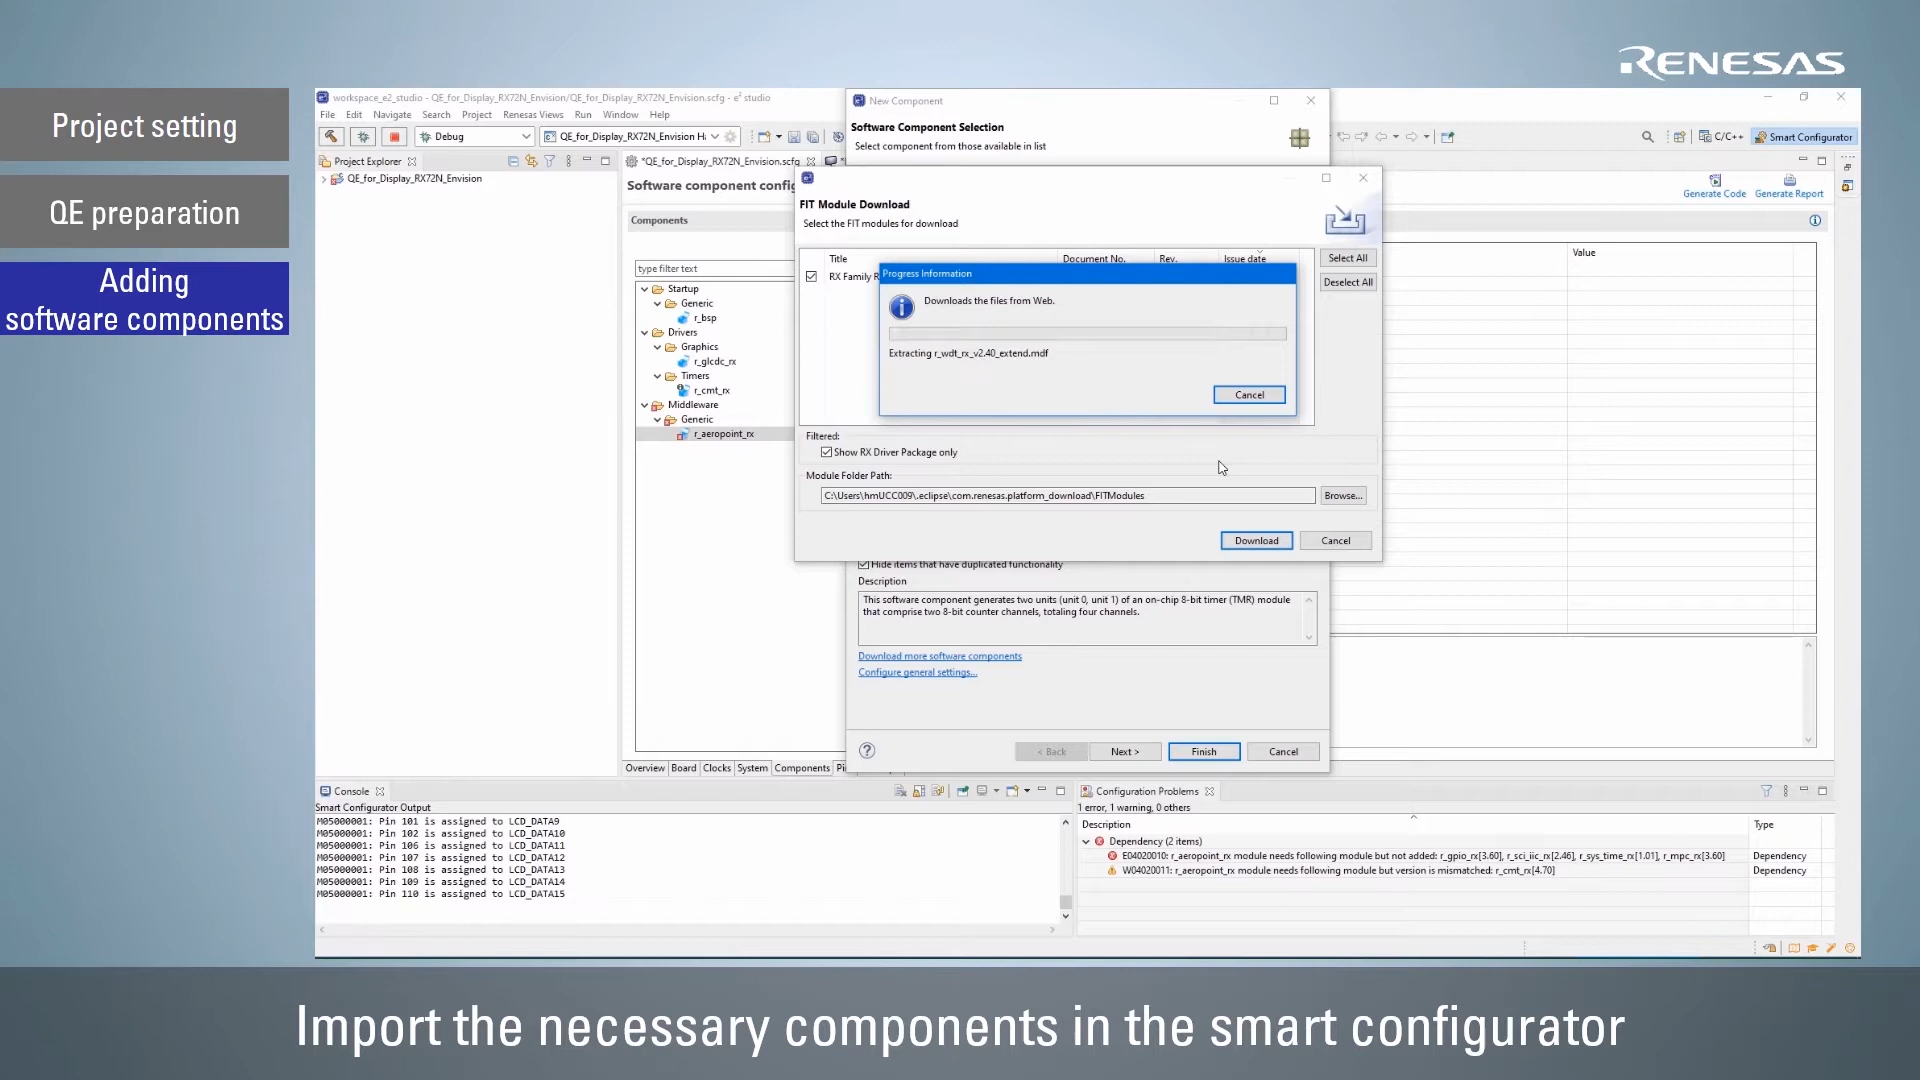 RENESAS
Project setting
QE preparation
Adding
software components
workspace_e2_studio - QE_for_Display_RX72N_Envision/QE_for_Display_RX72N_Envision.scfg - e² studio
File Edit Navigate Search Project Renesas Views Run Window Help
Debug
QE_for_Display_RX72N_Envision H
C/C++
Smart Configurator
Project Explorer
QE_for_Display_RX72N_Envision
*QE_for_Display_RX72N_Envision.scfg
Software component config
Generate Code
Generate Report
Components
type filter text
Startup
Generic
r_bsp
Drivers
Graphics
r_glcdc_rx
Timers
r_cmt_rx
Middleware
Generic
r_aeropoint_rx
Value
New Component
Software Component Selection
Select component from those available in list
FIT Module Download
Select the FIT modules for download
Title Document No. Rev. Issue date
RX Family R
Select All
Deselect All
Progress Information
Downloads the files from Web.
Extracting r_wdt_rx_v2.40_extend.mdf
Cancel
Filtered:
Show RX Driver Package only
Module Folder Path:
C:\Users\hmUCC009\.eclipse\com.renesas.platform_download\FITModules
Browse...
Download
Cancel
Hide items that have duplicated functionality
Description
This software component generates two units (unit 0, unit 1) of an on-chip 8-bit timer (TMR) module
that comprise two 8-bit counter channels, totaling four channels.
Download more software components
Configure general settings...
< Back
Next >
Finish
Cancel
Overview Board Clocks System Components
Console
Smart Configurator Output
M05000001: Pin 101 is assigned to LCD_DATA9
M05000001: Pin 102 is assigned to LCD_DATA10
M05000001: Pin 106 is assigned to LCD_DATA11
M05000001: Pin 107 is assigned to LCD_DATA12
M05000001: Pin 108 is assigned to LCD_DATA13
M05000001: Pin 109 is assigned to LCD_DATA14
M05000001: Pin 110 is assigned to LCD_DATA15
Configuration Problems
1 error, 1 warning, 0 others
Description Type
Dependency (2 items)
E04020010: r_aeropoint_rx module needs following module but not added: r_gpio_rx[3.60], r_sci_iic_rx[2.46], r_sys_time_rx[1.01], r_mpc_rx[3.60] Dependency
W04020011: r_aeropoint_rx module needs following module but version is mismatched: r_cmt_rx[4.70] Dependency
Import the necessary components in the smart configurator